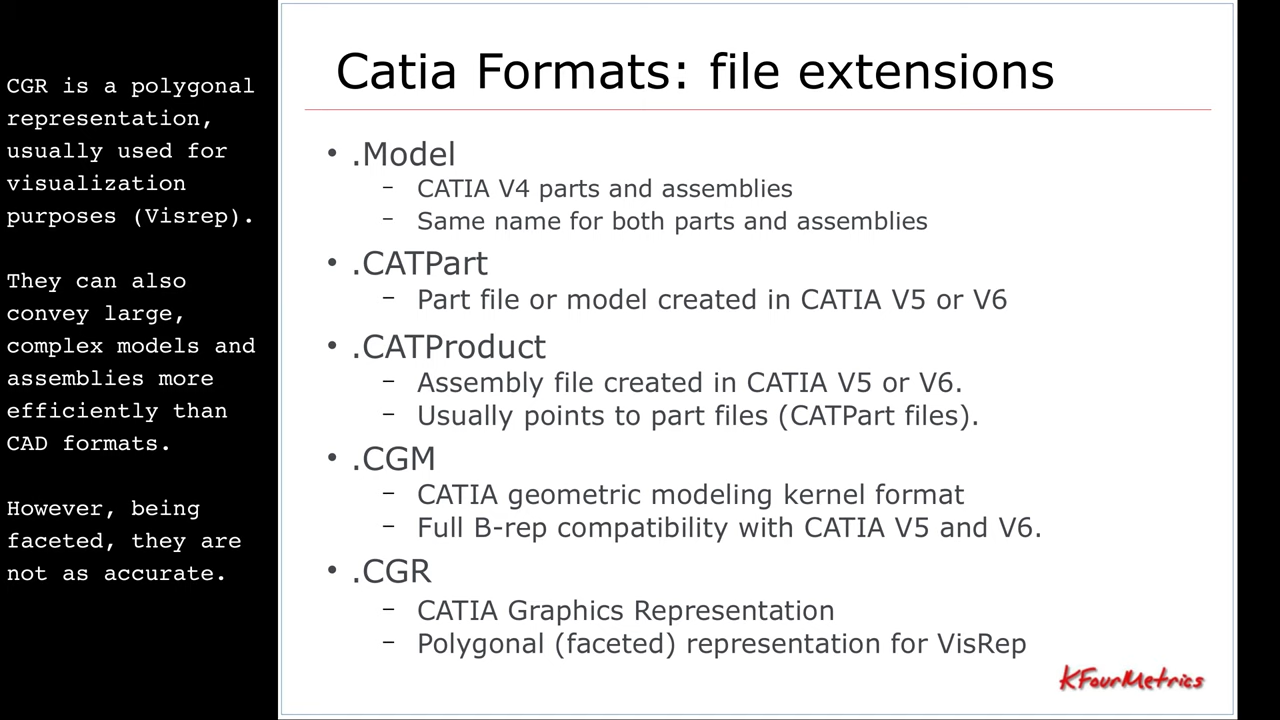 CGR is a polygonal
representation,
usually used for
visualization
purposes (Visrep).
They can also
convey large,
complex models and
assemblies more
efficiently than
CAD formats.
However, being
faceted, they are
not as accurate.
Catia Formats: file extensions
• .Model
– CATIA V4 parts and assemblies
– Same name for both parts and assemblies
• .CATPart
– Part file or model created in CATIA V5 or V6
• .CATProduct
– Assembly file created in CATIA V5 or V6.
– Usually points to part files (CATPart files).
• .CGM
– CATIA geometric modeling kernel format
– Full B-rep compatibility with CATIA V5 and V6.
• .CGR
– CATIA Graphics Representation
– Polygonal (faceted) representation for VisRep
KFourMetrics